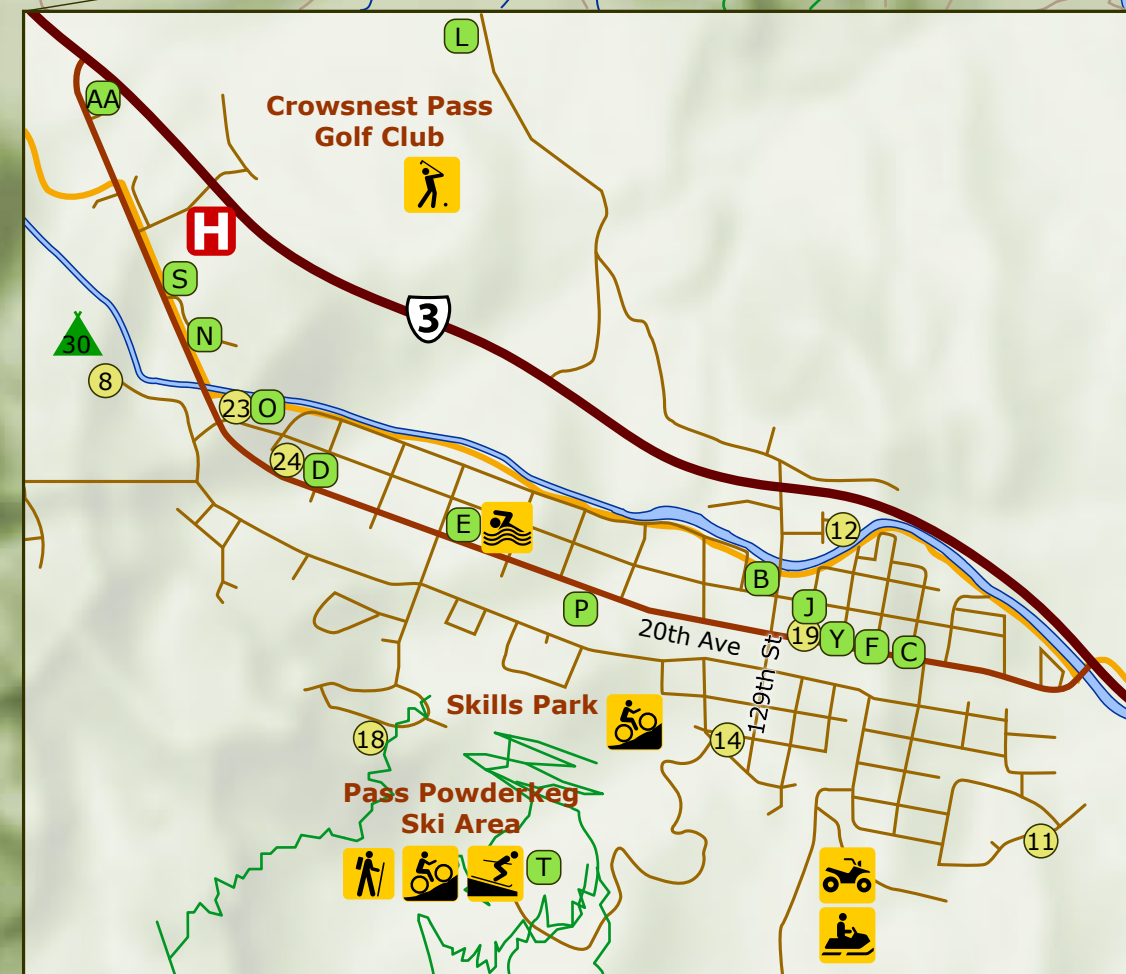 L
AA
Crowsnest Pass
Golf Club
H
S
3
N
30
8
23
O
24
D
E
12
B
P
J
20th Ave
19
Y
F
C
129th St
Skills Park
18
14
Pass Powderkeg
Ski Area
11
T